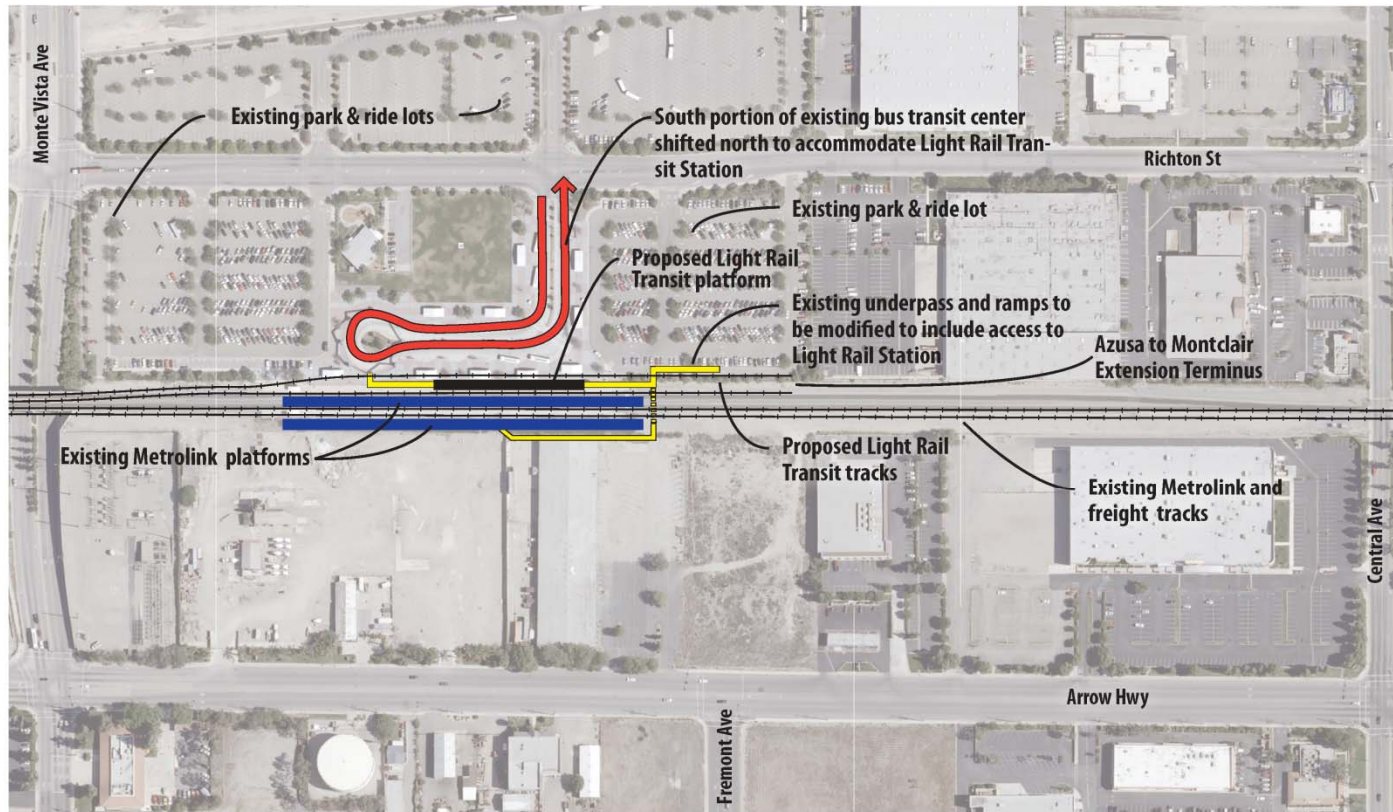 Monte Vista Ave
Existing park & ride lots
South portion of existing bus transit center
shifted north to accommodate Light Rail Tran-
sit Station
Richton St
Existing park & ride lot
Proposed Light Rail
Transit platform
Existing underpass and ramps to
be modified to include access to
Light Rail Station
Azusa to Montclair
Extension Terminus
Existing Metrolink platforms
Proposed Light Rail
Transit tracks
Existing Metrolink and
freight tracks
Central Ave
Arrow Hwy
Fremont Ave